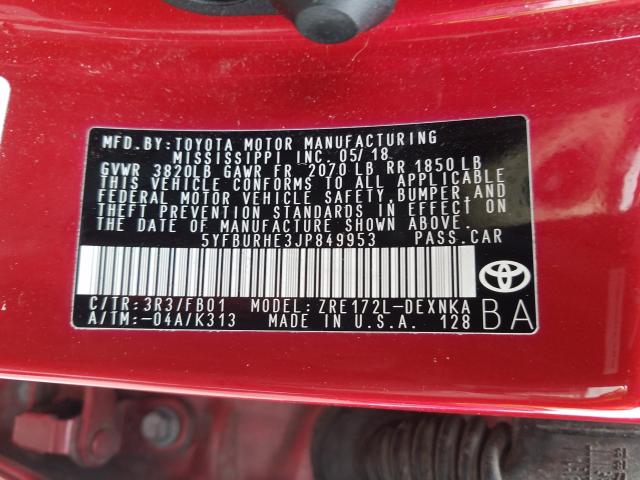 MFD.BY: TOYOTA MOTOR MANUFACTURING
MISSISSIPPI INC. 05/18
GVWR 3820LB GAWR FR 2070 LB RR 1850 LB
THIS VEHICLE CONFORMS TO ALL APPLICABLE
FEDERAL MOTOR VEHICLE SAFETY,BUMPER,AND
THEFT PREVENTION STANDARDS IN EFFECT ON
THE DATE OF MANUFACTURE SHOWN ABOVE.
5YFBURHE3JP849953 PASS.CAR
C/TR:3R3/FB01 MODEL:ZRE172L-DEXNKA
A/TM:-04A/K313 MADE IN U.S.A. 128
BA